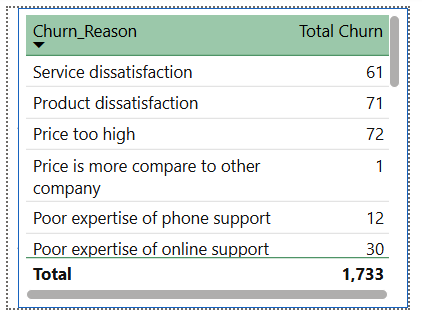 Churn_Reason Total Churn
Service dissatisfaction 61
Product dissatisfaction 71
Price too high 72
Price is more compare to other 1
company
Poor expertise of phone support 12
Poor expertise of online support 30
Total 1,733